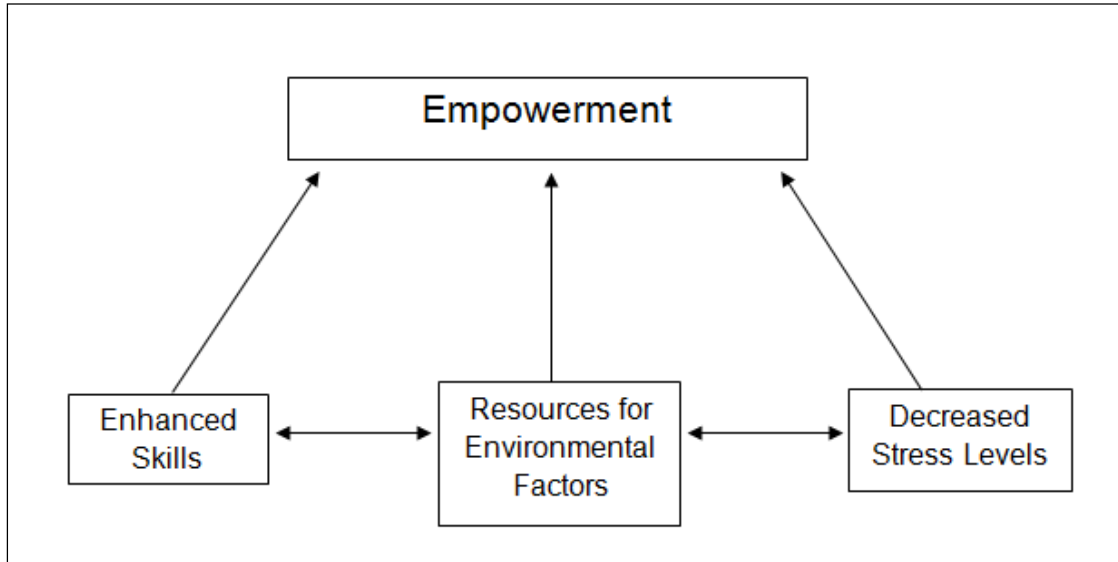 Empowerment
Enhanced
Skills
Resources for
Environmental
Factors
Decreased
Stress Levels